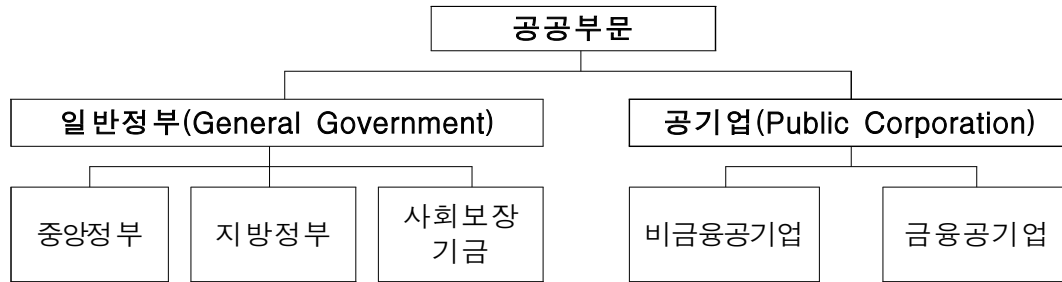 공공부문
일반정부(General Government)
공기업(Public Corporation)
중앙정부
지방정부
사회보장
기금
비금융공기업
금융공기업